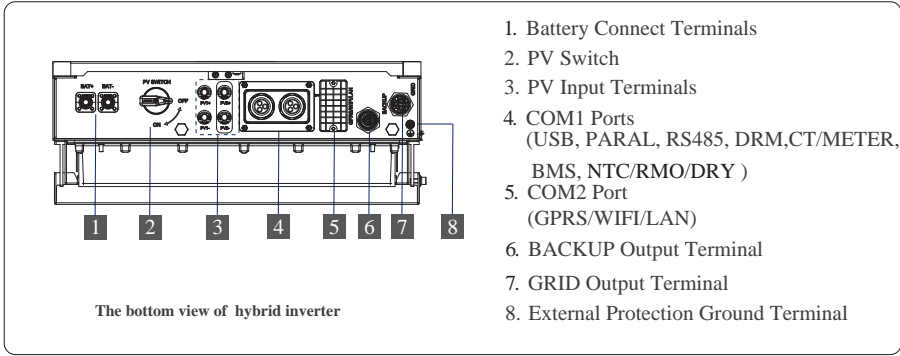 BAT+ BAT-
PV SWITCH
OFF
ON
PV1+ PV2+
PV1- PV2-
GPRS/WIFI/LAN
BACKUP
GRID
1 2 3 4 5 6 7 8
The bottom view of hybrid inverter
1. Battery Connect Terminals
2. PV Switch
3. PV Input Terminals
4. COM1 Ports
(USB, PARAL, RS485, DRM,CT/METER,
BMS, NTC/RMO/DRY )
5. COM2 Port
(GPRS/WIFI/LAN)
6. BACKUP Output Terminal
7. GRID Output Terminal
8. External Protection Ground Terminal